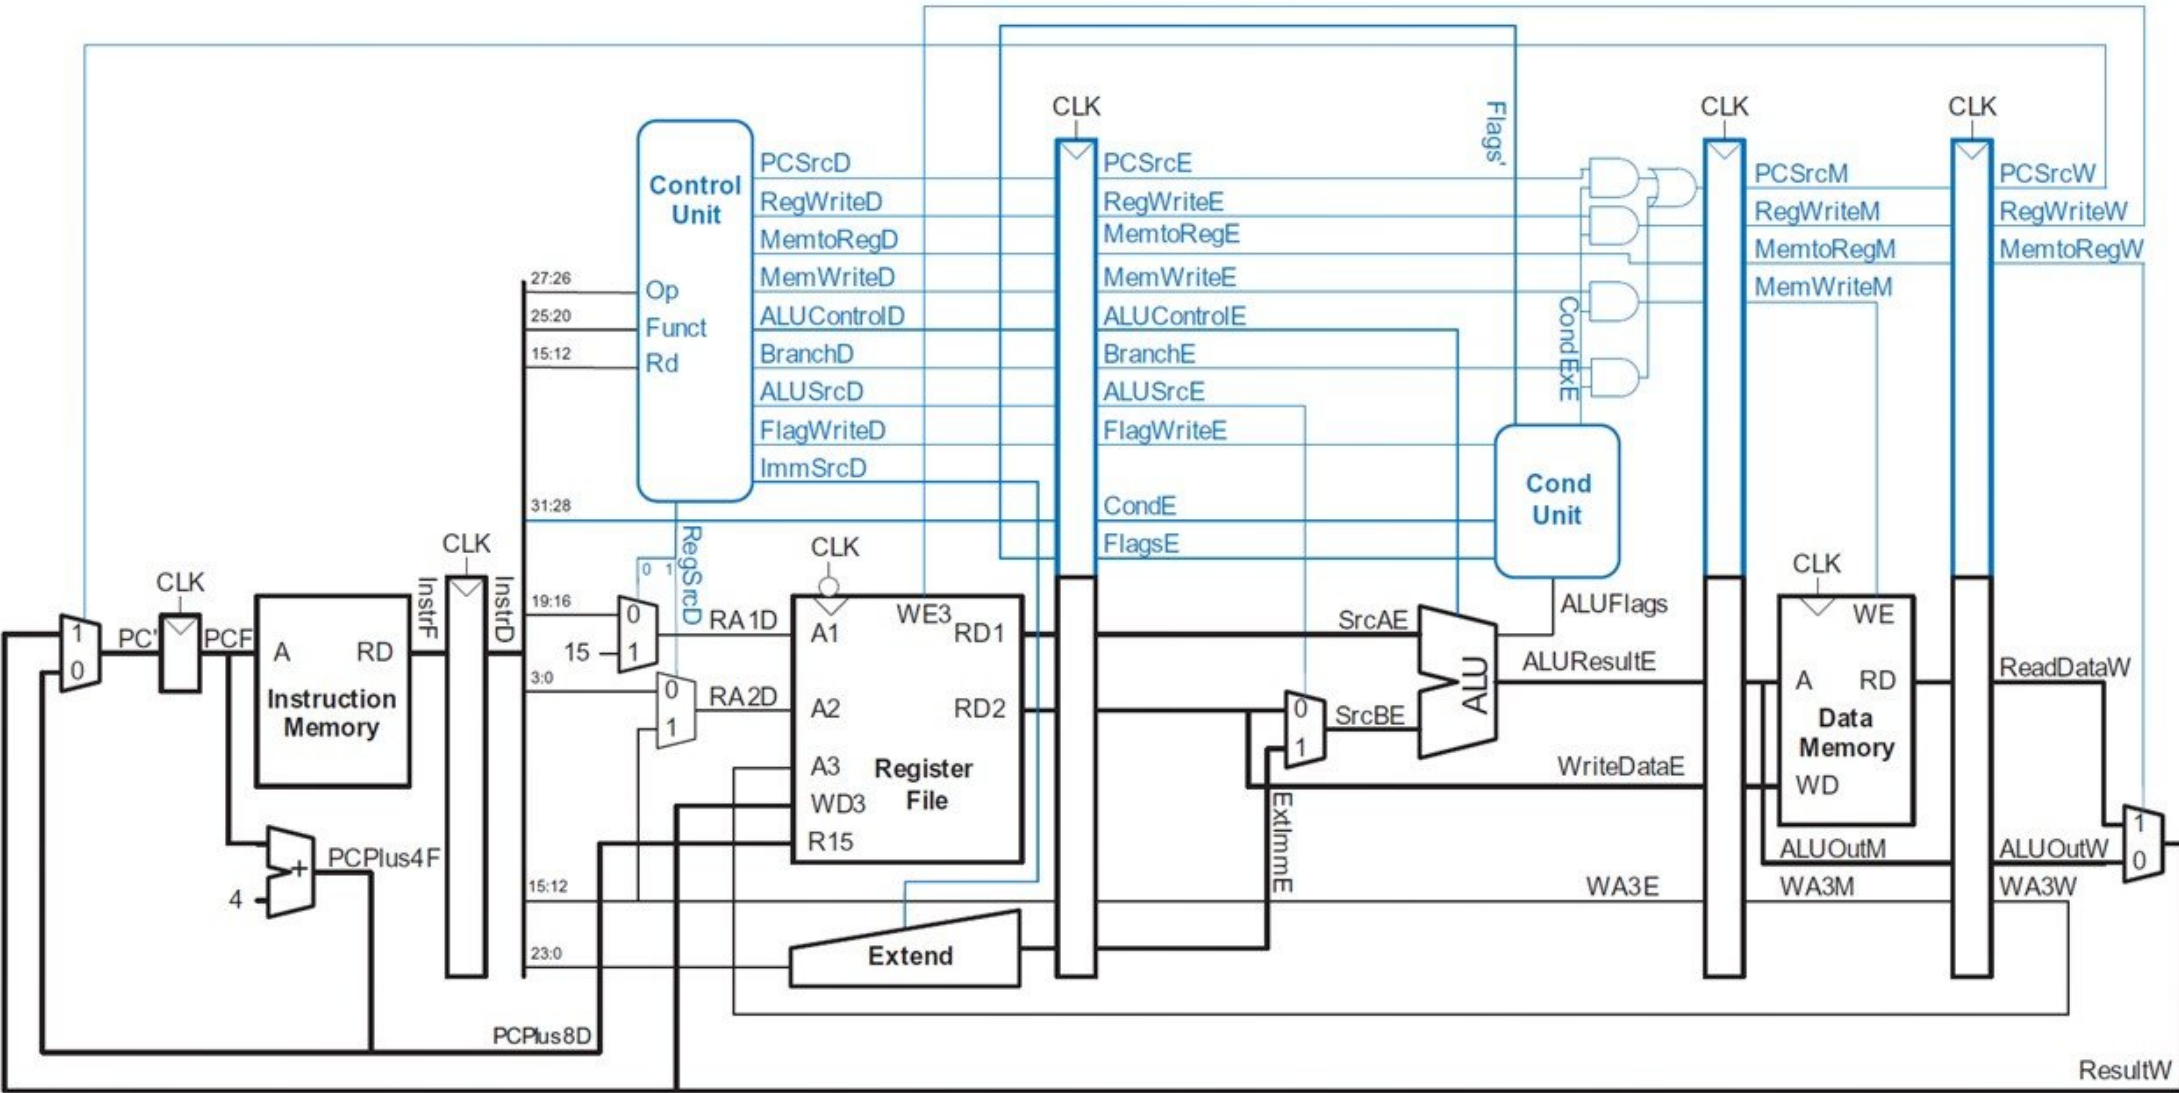 CLK
CLK
CLK
Flags'
Control
Unit
PCSrcD
RegWriteD
MemtoRegD
MemWriteD
ALUControlD
BranchD
ALUSrcD
FlagWriteD
ImmSrcD
PCSrcE
RegWriteE
MemtoRegE
MemWriteE
ALUControlE
BranchE
ALUSrcE
FlagWriteE
CondE
FlagsE
PCSrcM
RegWriteM
MemtoRegM
MemWriteM
PCSrcW
RegWriteW
MemtoRegW
27:26
Op
25:20
Funct
15:12
Rd
CondExE
Cond
Unit
31:28
RegSrcD
0 1
CLK
CLK
CLK
CLK
InstrF
InstrD
19:16
0
15
1
RA1D
A1
WE3
RD1
SrcAE
ALUFlags
WE
1
0
PC'
PCF
A
RD
Instruction
Memory
3:0
0
1
RA2D
A2
RD2
0
1
SrcBE
ALU
ALUResultE
A
RD
Data
Memory
WD
ReadDataW
A3
WD3
R15
Register
File
ExtImmE
WriteDataE
1
0
+
4
PCPlus4F
ALUOutM
ALUOutW
15:12
WA3E
WA3M
WA3W
23:0
Extend
PCPlus8D
ResultW